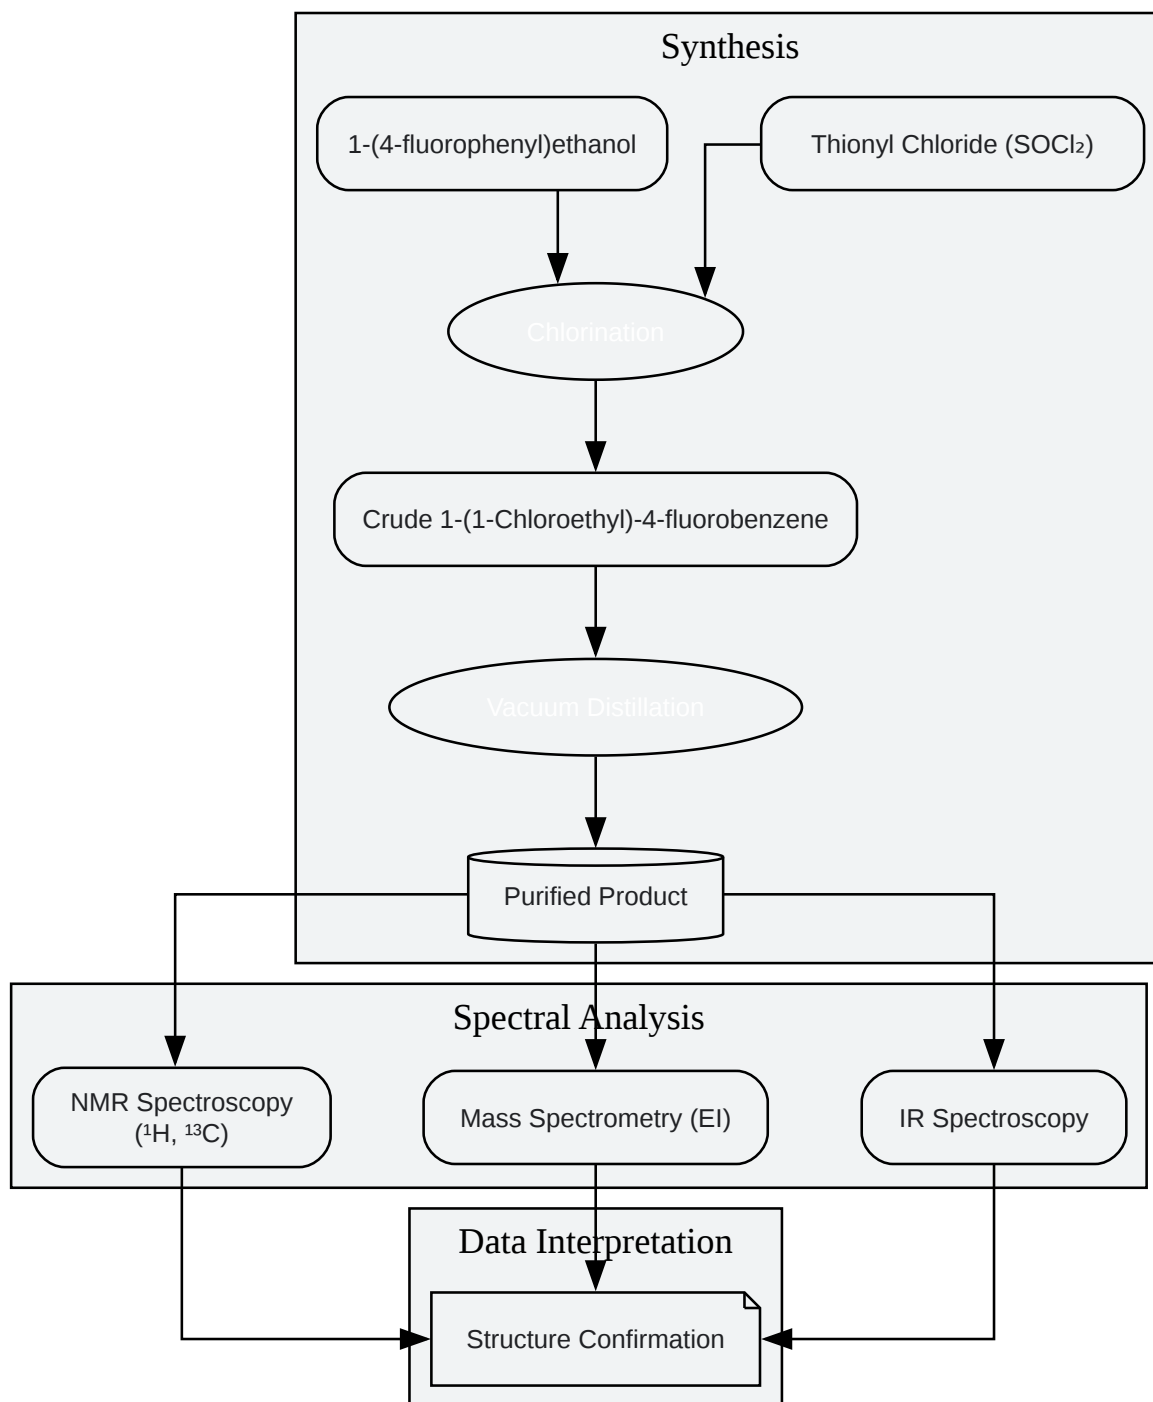 Synthesis
1-(4-fluorophenyl)ethanol
Thionyl Chloride (SOCl₂)
Chlorination
Crude 1-(1-Chloroethyl)-4-fluorobenzene
Vacuum Distillation
Purified Product
Spectral Analysis
NMR Spectroscopy
(¹H, ¹³C)
Mass Spectrometry (EI)
IR Spectroscopy
Data Interpretation
Structure Confirmation